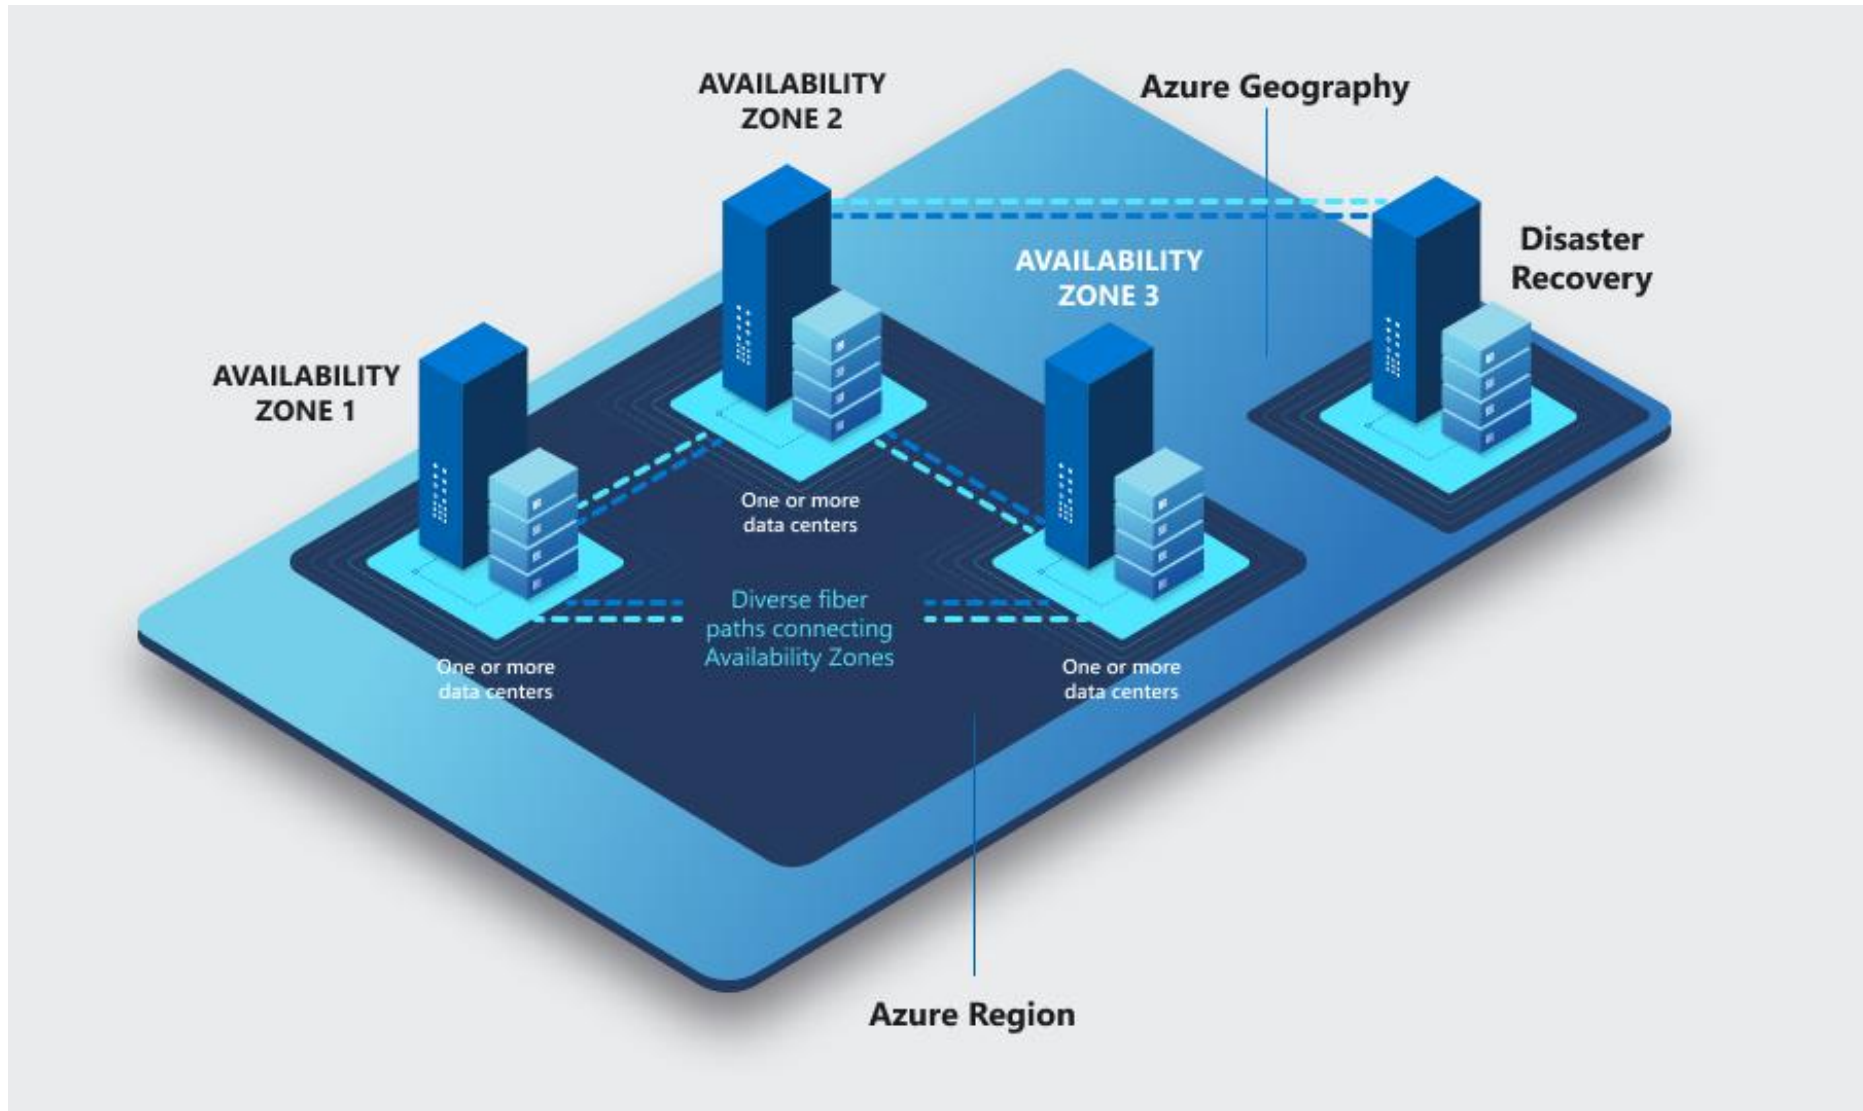 AVAILABILITY
ZONE 2
Azure Geography
Disaster
Recovery
AVAILABILITY
ZONE 3
AVAILABILITY
ZONE 1
One or more
data centers
Diverse fiber
paths connecting
Availability Zones
One or more
data centers
One or more
data centers
Azure Region